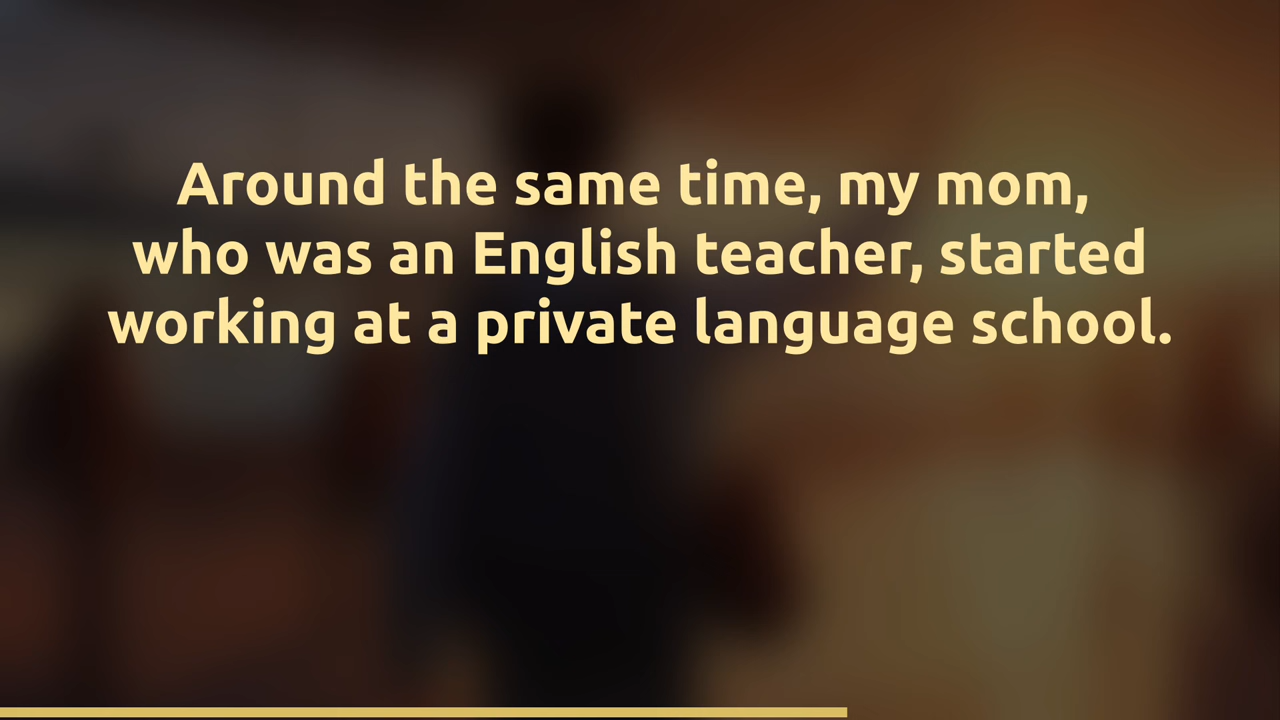 Around the same time, my mom,
who was an English teacher, started
working at a private language school.